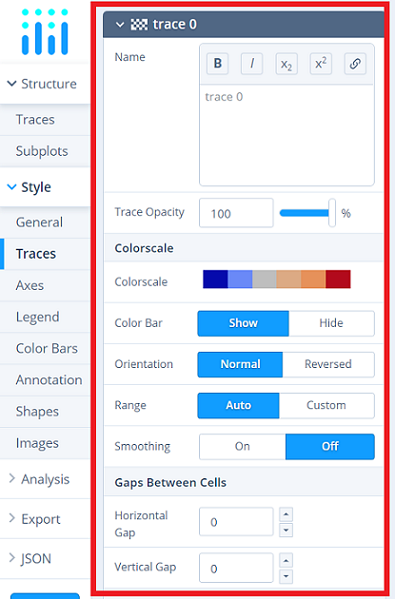 Structure
Traces
Subplots
Style
General
Traces
Axes
Legend
Color Bars
Annotation
Shapes
Images
Analysis
Export
JSON
trace 0
Name
B I x₂ x²
trace 0
Trace Opacity 100 %
Colorscale
Colorscale
Color Bar Show Hide
Orientation Normal Reversed
Range Auto Custom
Smoothing On Off
Gaps Between Cells
Horizontal
Gap 0
Vertical Gap 0